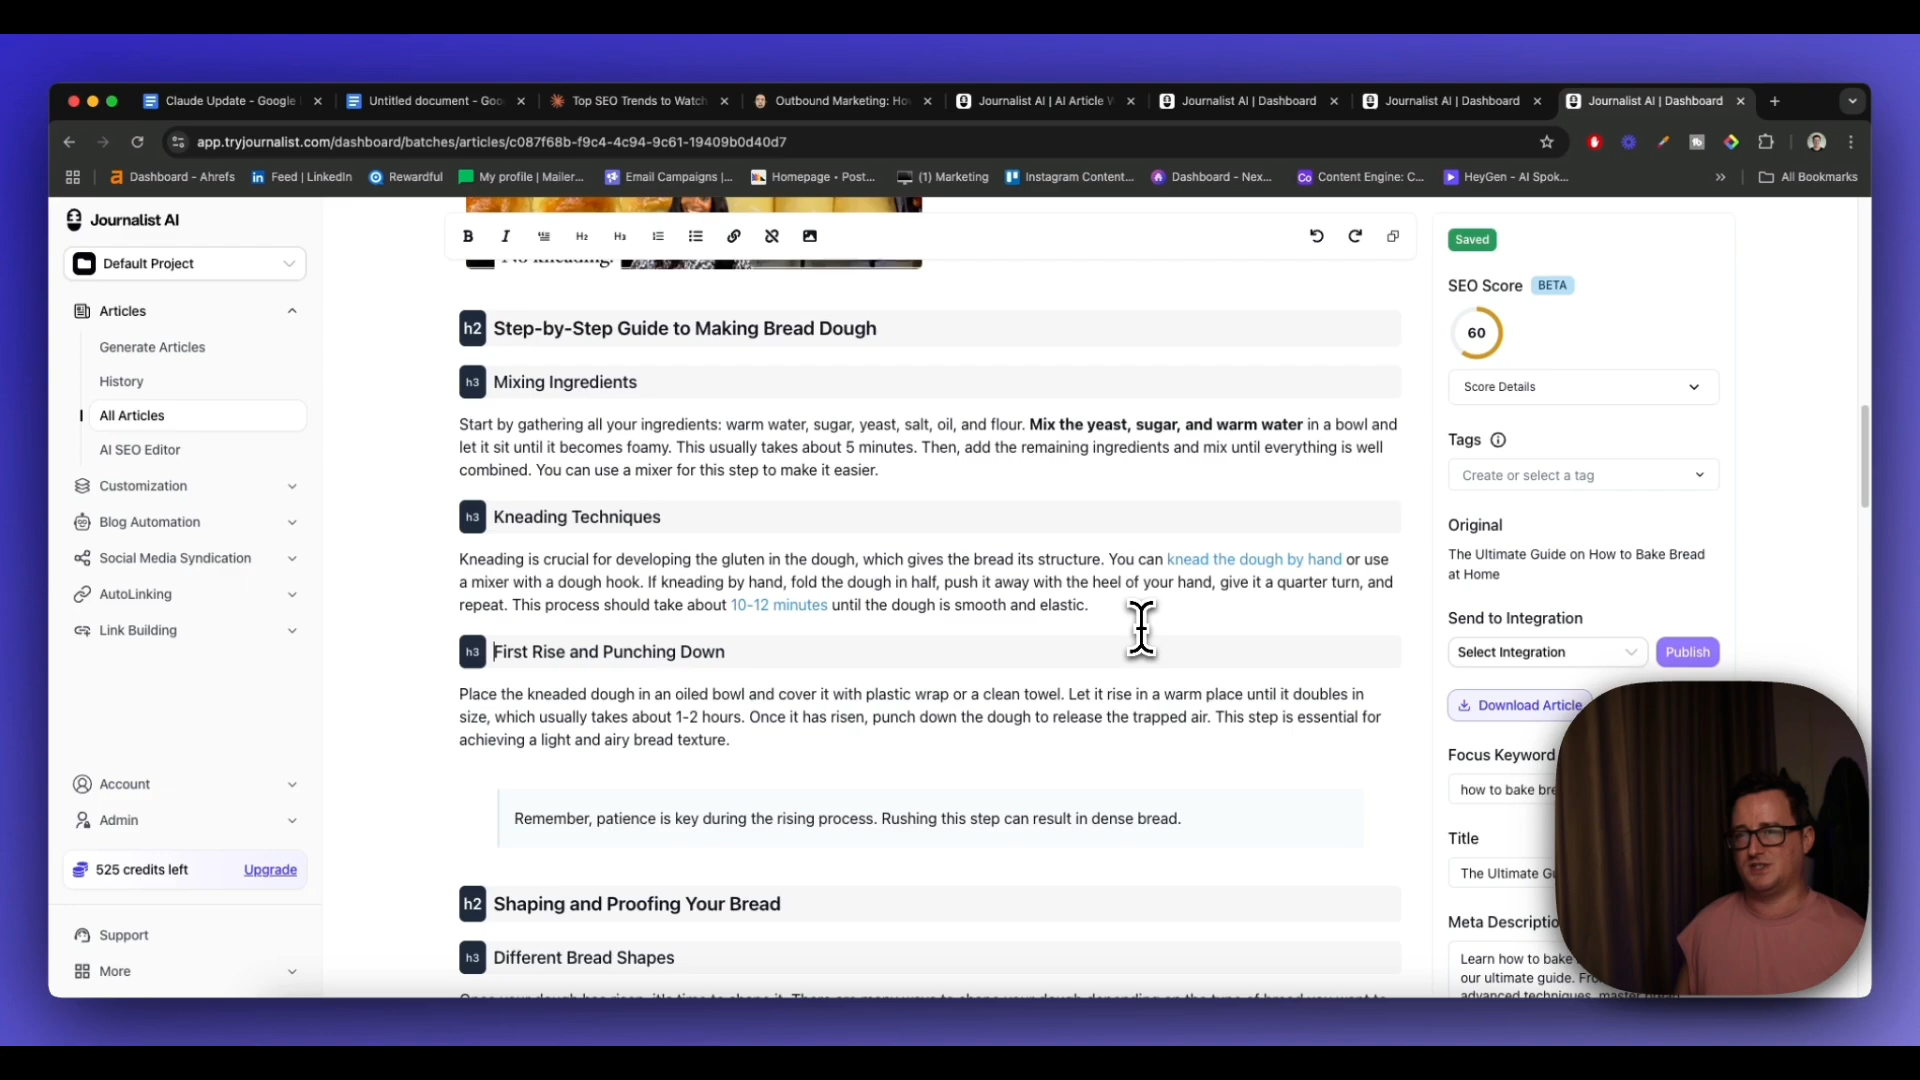 Claude Update - Google
Untitled document - Goo
Top SEO Trends to Watch
Outbound Marketing: Ho
Journalist AI | AI Article
Journalist AI | Dashboard
Journalist AI | Dashboard
Journalist AI | Dashboard
app.tryjournalist.com/dashboard/batches/articles/c087f68b-f9c4-4c94-9c61-19409b0d40d7
Dashboard - Ahrefs
Feed | LinkedIn
Rewardful
My profile | Mailer...
Email Campaigns |...
Homepage • Post...
(1) Marketing
Instagram Content...
Dashboard - Nex...
Content Engine: C...
HeyGen - AI Spok...
All Bookmarks
Journalist AI
Default Project
Articles
Generate Articles
History
All Articles
AI SEO Editor
Customization
Blog Automation
Social Media Syndication
AutoLinking
Link Building
Account
Admin
525 credits left
Upgrade
Support
More
B I H2 H3
No kneading.
h2 Step-by-Step Guide to Making Bread Dough
h3 Mixing Ingredients
Start by gathering all your ingredients: warm water, sugar, yeast, salt, oil, and flour. Mix the yeast, sugar, and warm water in a bowl and
let it sit until it becomes foamy. This usually takes about 5 minutes. Then, add the remaining ingredients and mix until everything is well
combined. You can use a mixer for this step to make it easier.
h3 Kneading Techniques
Kneading is crucial for developing the gluten in the dough, which gives the bread its structure. You can knead the dough by hand or use
a mixer with a dough hook. If kneading by hand, fold the dough in half, push it away with the heel of your hand, give it a quarter turn, and
repeat. This process should take about 10-12 minutes until the dough is smooth and elastic.
h3 First Rise and Punching Down
Place the kneaded dough in an oiled bowl and cover it with plastic wrap or a clean towel. Let it rise in a warm place until it doubles in
size, which usually takes about 1-2 hours. Once it has risen, punch down the dough to release the trapped air. This step is essential for
achieving a light and airy bread texture.
Remember, patience is key during the rising process. Rushing this step can result in dense bread.
h2 Shaping and Proofing Your Bread
h3 Different Bread Shapes
Saved
SEO Score BETA
60
Score Details
Tags
Create or select a tag
Original
The Ultimate Guide on How to Bake Bread
at Home
Send to Integration
Select Integration
Publish
Download Article
Focus Keyword
how to bake bre
Title
The Ultimate Gu
Meta Descriptio
Learn how to bake
our ultimate guide. Fro
advanced techniques, master